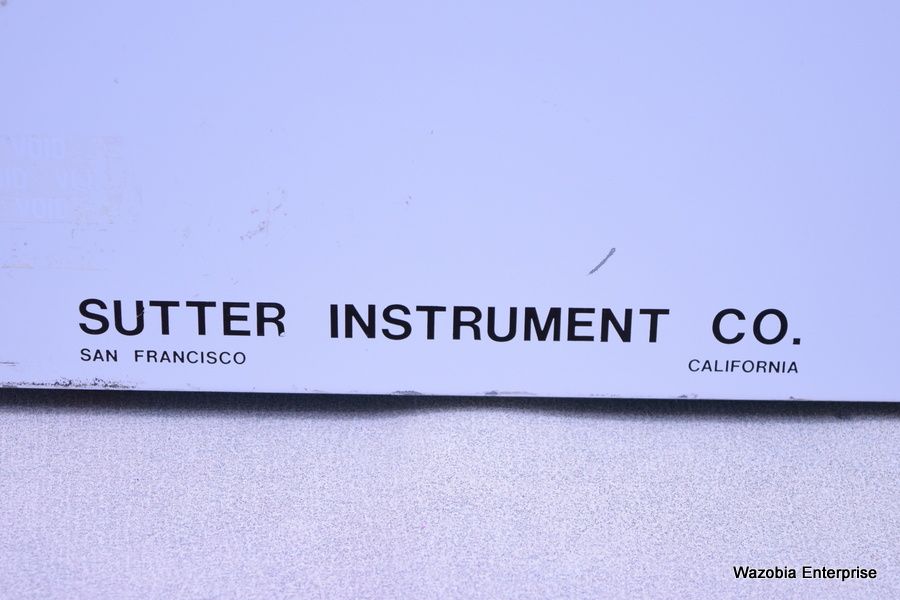 SUTTER INSTRUMENT CO.
SAN FRANCISCO CALIFORNIA
Wazobia Enterprise